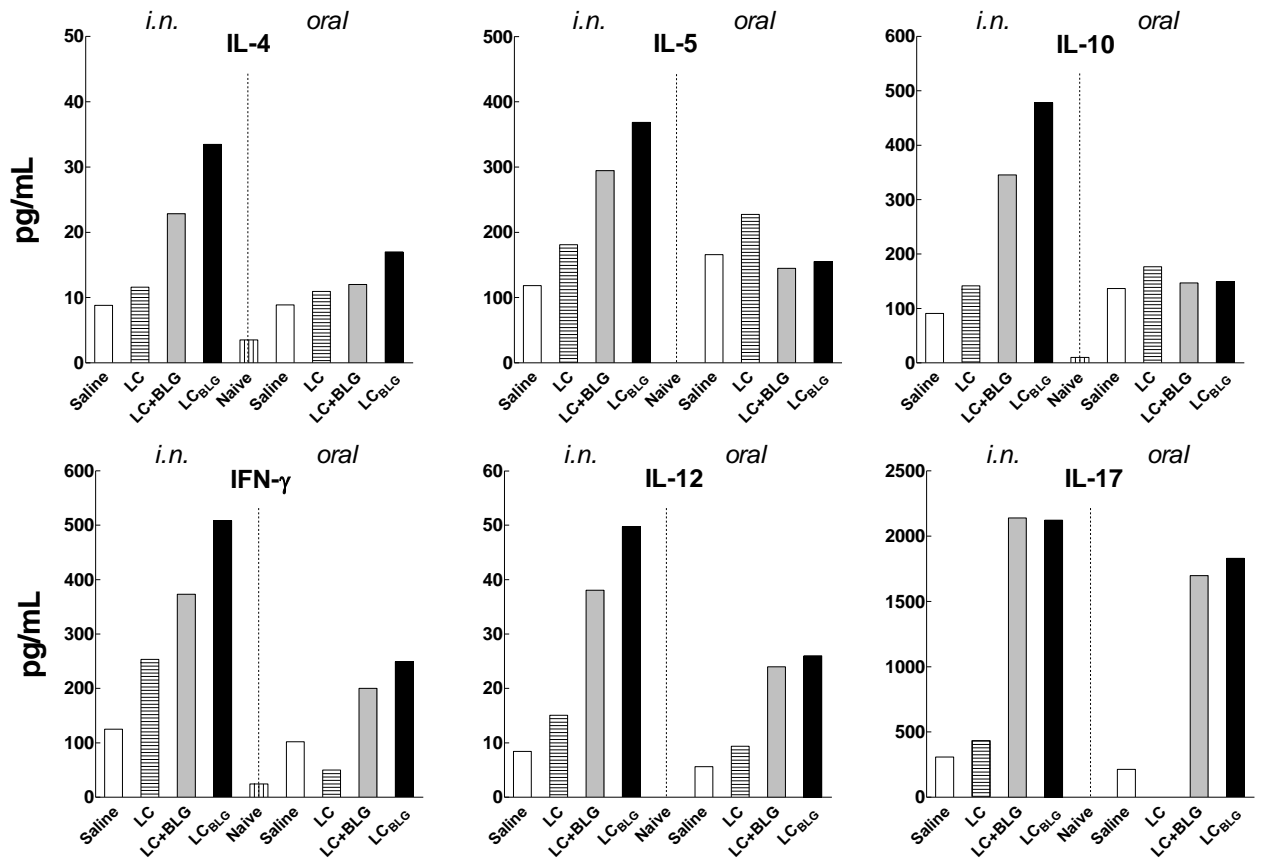 i.n. oral
IL-4
50
40
30
20
10
0
pg/mL
Saline LC LC+BLG LCBLG Naive Saline LC LC+BLG LCBLG
i.n. oral
IL-5
500
400
300
200
100
0
Saline LC LC+BLG LCBLG Naive Saline LC LC+BLG LCBLG
i.n. oral
IL-10
600
500
400
300
200
100
0
Saline LC LC+BLG LCBLG Naive Saline LC LC+BLG LCBLG
i.n. oral
IFN-γ
600
500
400
300
200
100
0
pg/mL
Saline LC LC+BLG LCBLG Naive Saline LC LC+BLG LCBLG
i.n. oral
IL-12
60
50
40
30
20
10
0
Saline LC LC+BLG LCBLG Naive Saline LC LC+BLG LCBLG
i.n. oral
IL-17
2500
2000
1500
1000
500
0
Saline LC LC+BLG LCBLG Naive Saline LC LC+BLG LCBLG